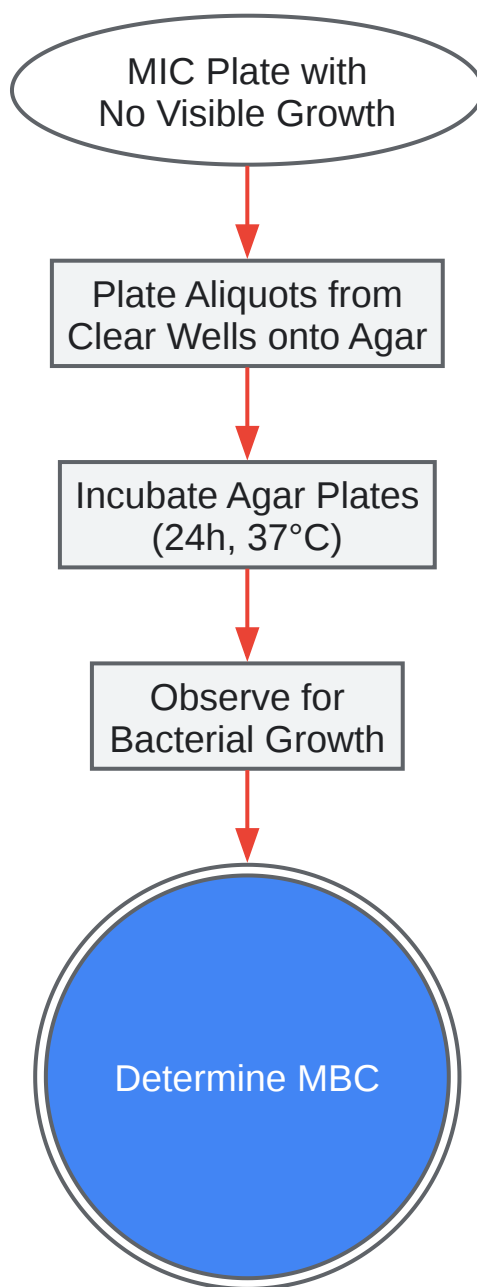 MIC Plate with
No Visible Growth
Plate Aliquots from
Clear Wells onto Agar
Incubate Agar Plates
(24h, 37°C)
Observe for
Bacterial Growth
Determine MBC